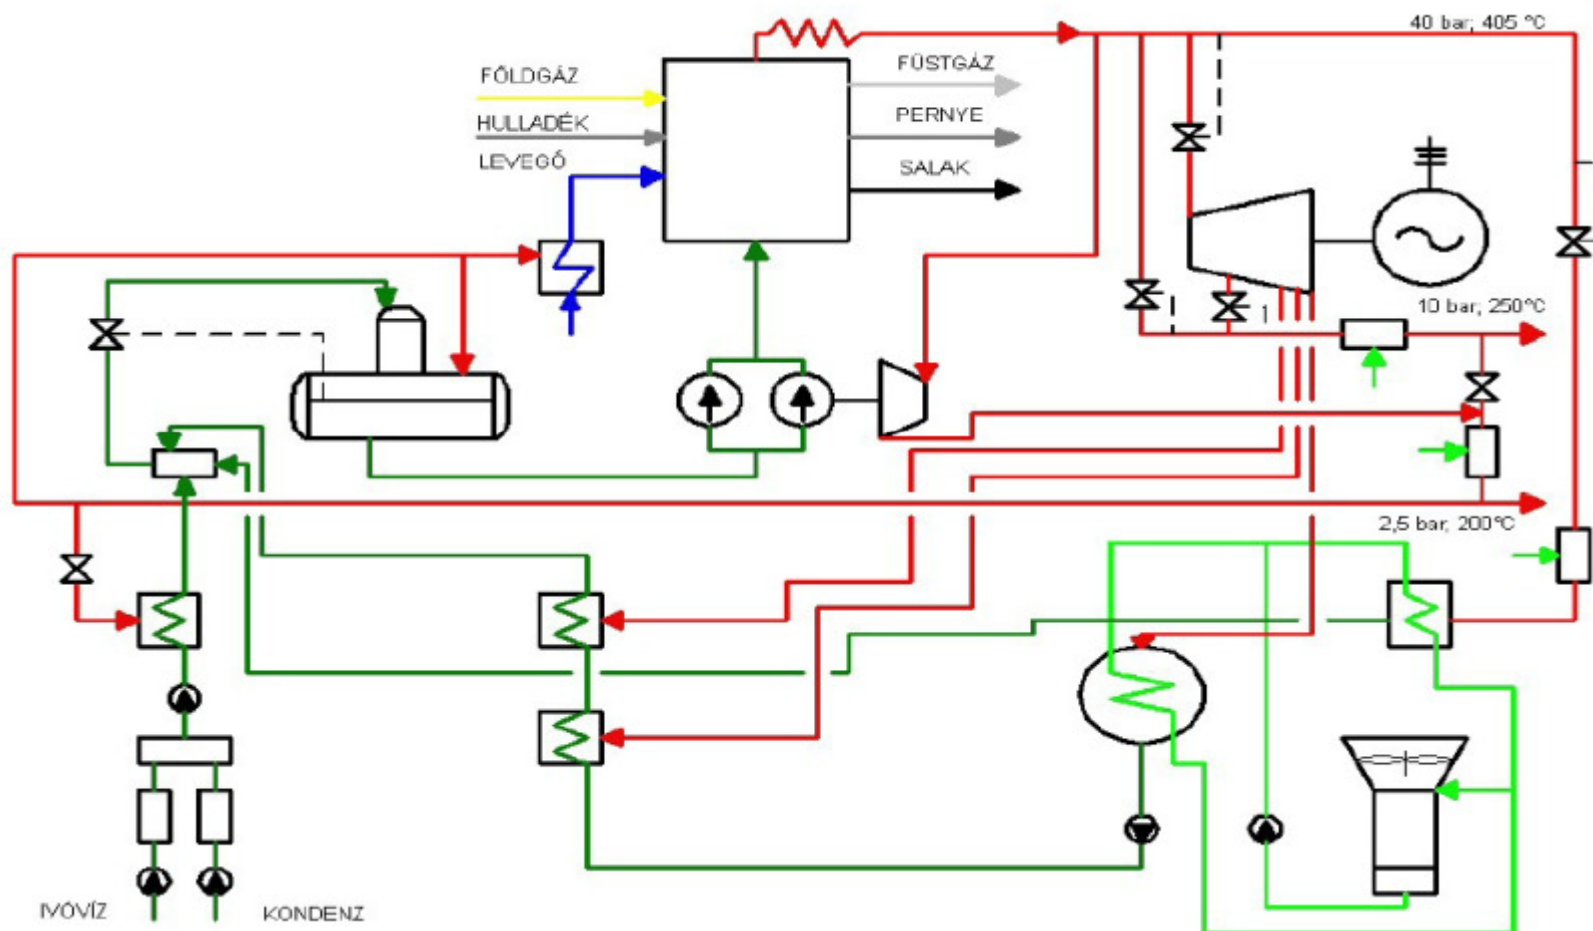 40 bar; 405 °C
FÖLDGÁZ
FÜSTGÁZ
HULLADÉK
PERNYE
LEVEGŐ
SALAK
10 bar; 250°C
1
2,5 bar; 200°C
IVÓVÍZ
KONDENZ